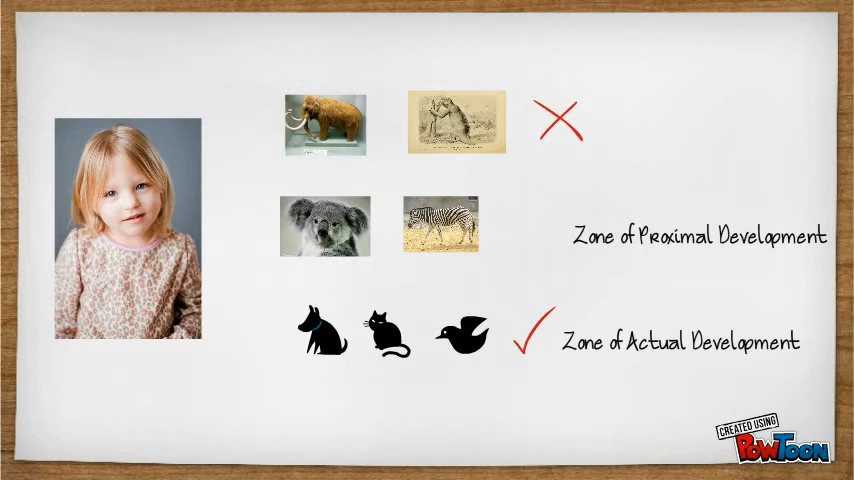 Zone of Proximal Development
Zone of Actual Development
CREATED USING
POWTOON